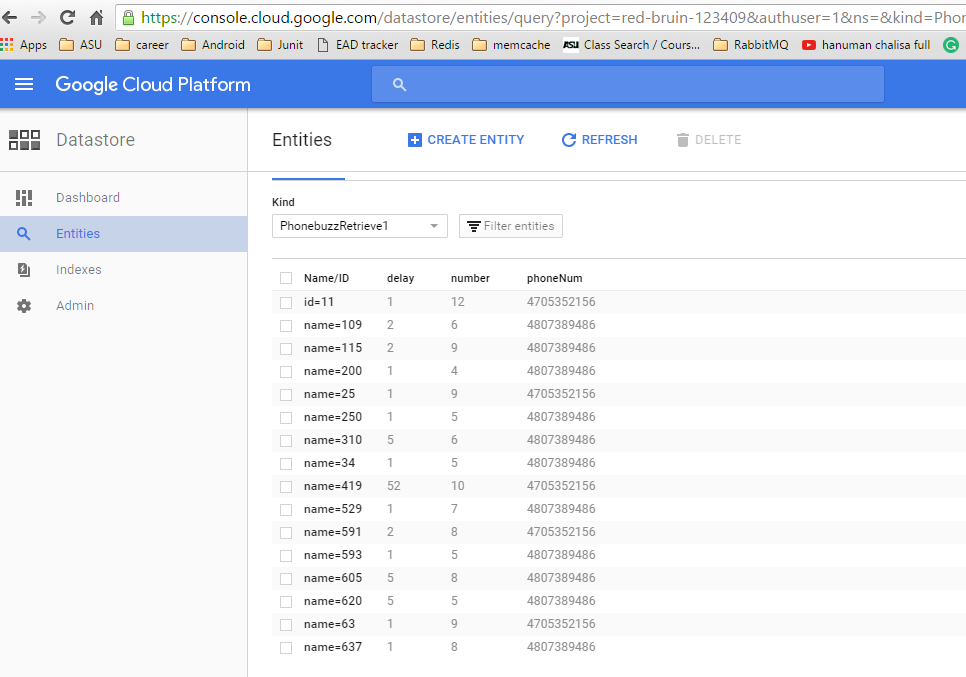 https://console.cloud.google.com/datastore/entities/query?project=red-bruin-123409&authuser=1&ns=&kind=Phon
Apps ASU career Android Junit EAD tracker Redis memcache ASU Class Search / Cours... RabbitMQ hanuman chalisa full G
Google Cloud Platform
Datastore
Dashboard
Entities
Indexes
Admin
Entities CREATE ENTITY REFRESH DELETE
Kind
PhonebuzzRetrieve1 Filter entities
Name/ID delay number phoneNum
id=11 1 12 4705352156
name=109 2 6 4807389486
name=115 2 9 4807389486
name=200 1 4 4807389486
name=25 1 9 4705352156
name=250 1 5 4807389486
name=310 5 6 4807389486
name=34 1 5 4807389486
name=419 52 10 4705352156
name=529 1 7 4807389486
name=591 2 8 4705352156
name=593 1 5 4807389486
name=605 5 8 4807389486
name=620 5 5 4807389486
name=63 1 9 4705352156
name=637 1 8 4807389486